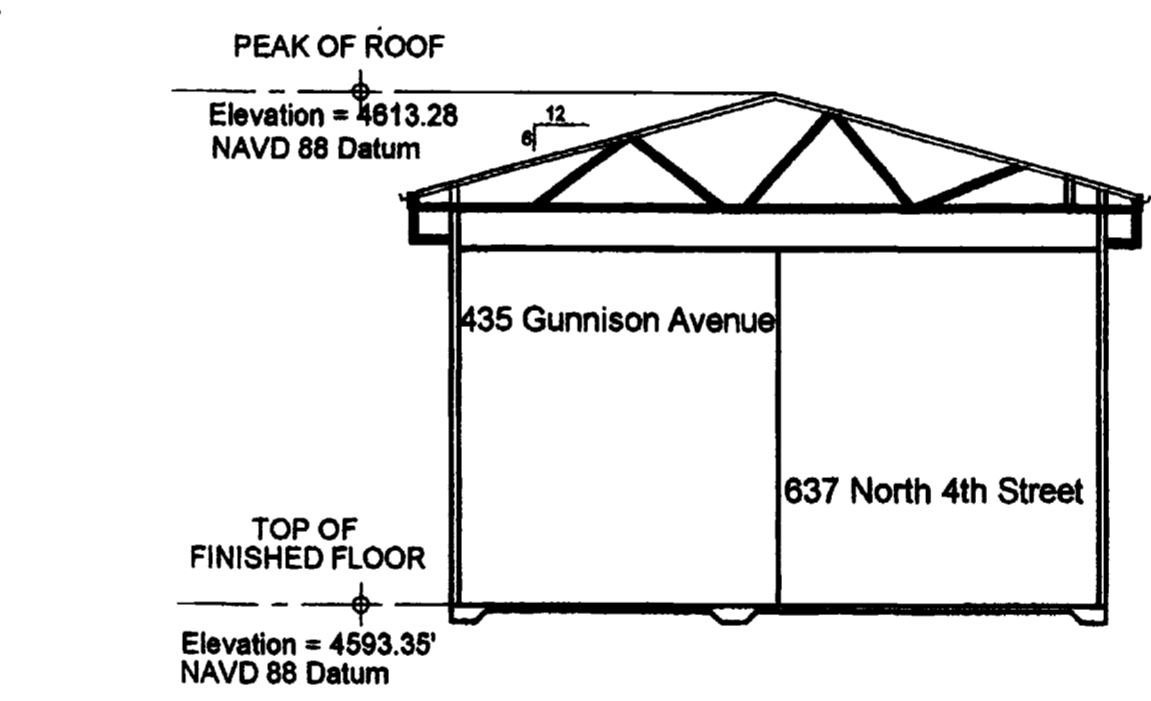 PEAK OF ROOF
Elevation = 4613.28
NAVD 88 Datum
12
6
435 Gunnison Avenue
637 North 4th Street
TOP OF
FINISHED FLOOR
Elevation = 4593.35'
NAVD 88 Datum